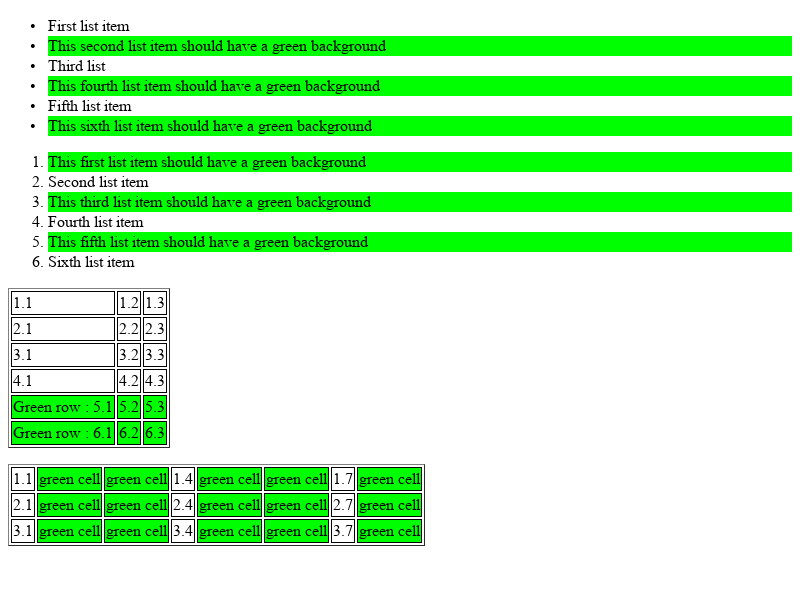 • First list item
• This second list item should have a green background
• Third list
• This fourth list item should have a green background
• Fifth list item
• This sixth list item should have a green background
1. This first list item should have a green background
2. Second list item
3. This third list item should have a green background
4. Fourth list item
5. This fifth list item should have a green background
6. Sixth list item
1.1 1.2 1.3
2.1 2.2 2.3
3.1 3.2 3.3
4.1 4.2 4.3
Green row : 5.1 5.2 5.3
Green row : 6.1 6.2 6.3
1.1 green cell green cell 1.4 green cell green cell 1.7 green cell
2.1 green cell green cell 2.4 green cell green cell 2.7 green cell
3.1 green cell green cell 3.4 green cell green cell 3.7 green cell